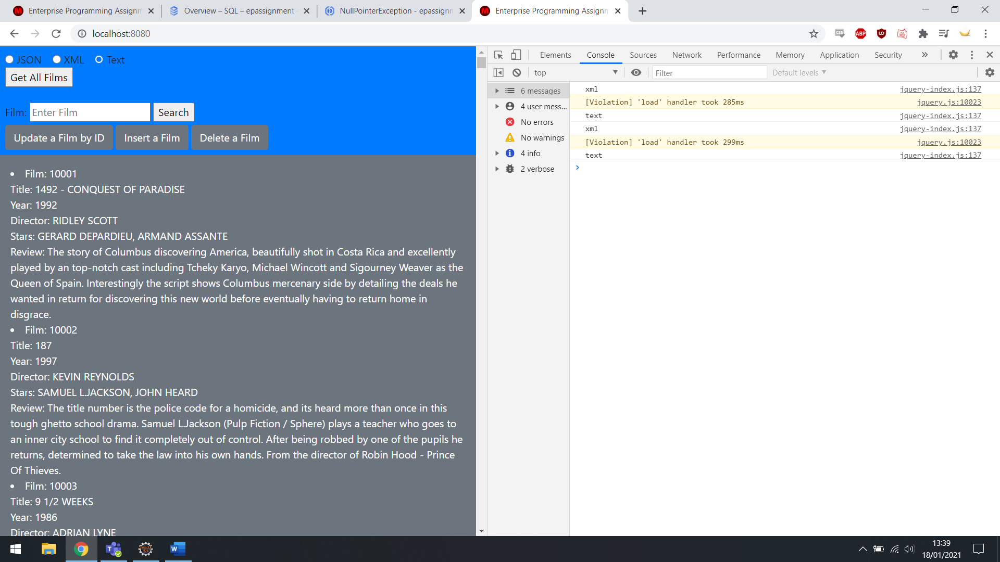 Enterprise Programming Assignm
Overview – SQL – epassignment
NullPointerException - epassignm
Enterprise Programming Assignm
localhost:8080
JSON XML Text
Get All Films
Film: Enter Film Search
Update a Film by ID Insert a Film Delete a Film
Film: 10001
Title: 1492 - CONQUEST OF PARADISE
Year: 1992
Director: RIDLEY SCOTT
Stars: GERARD DEPARDIEU, ARMAND ASSANTE
Review: The story of Columbus discovering America, beautifully shot in Costa Rica and excellently
played by an top-notch cast including Tcheky Karyo, Michael Wincott and Sigourney Weaver as the
Queen of Spain. Interestingly the script shows Columbus mercenary side by detailing the deals he
wanted in return for discovering this new world before eventually having to return home in
disgrace.
Film: 10002
Title: 187
Year: 1997
Director: KEVIN REYNOLDS
Stars: SAMUEL L.JACKSON, JOHN HEARD
Review: The title number is the police code for a homicide, and its heard more than once in this
tough ghetto school drama. Samuel L.Jackson (Pulp Fiction / Sphere) plays a teacher who goes to
an inner city school to find it completely out of control. After being robbed by one of the pupils he
returns, determined to take the law into his own hands. From the director of Robin Hood - Prince
Of Thieves.
Film: 10003
Title: 9 1/2 WEEKS
Year: 1986
Director: ADRIAN LYNE
Elements Console Sources Network Performance Memory Application Security
top Filter Default levels
6 messages
4 user mess...
No errors
No warnings
4 info
2 verbose
xml jquery-index.js:137
[Violation] 'load' handler took 285ms jquery.js:10023
text jquery-index.js:137
xml jquery-index.js:137
[Violation] 'load' handler took 299ms jquery.js:10023
text jquery-index.js:137
13:39
18/01/2021